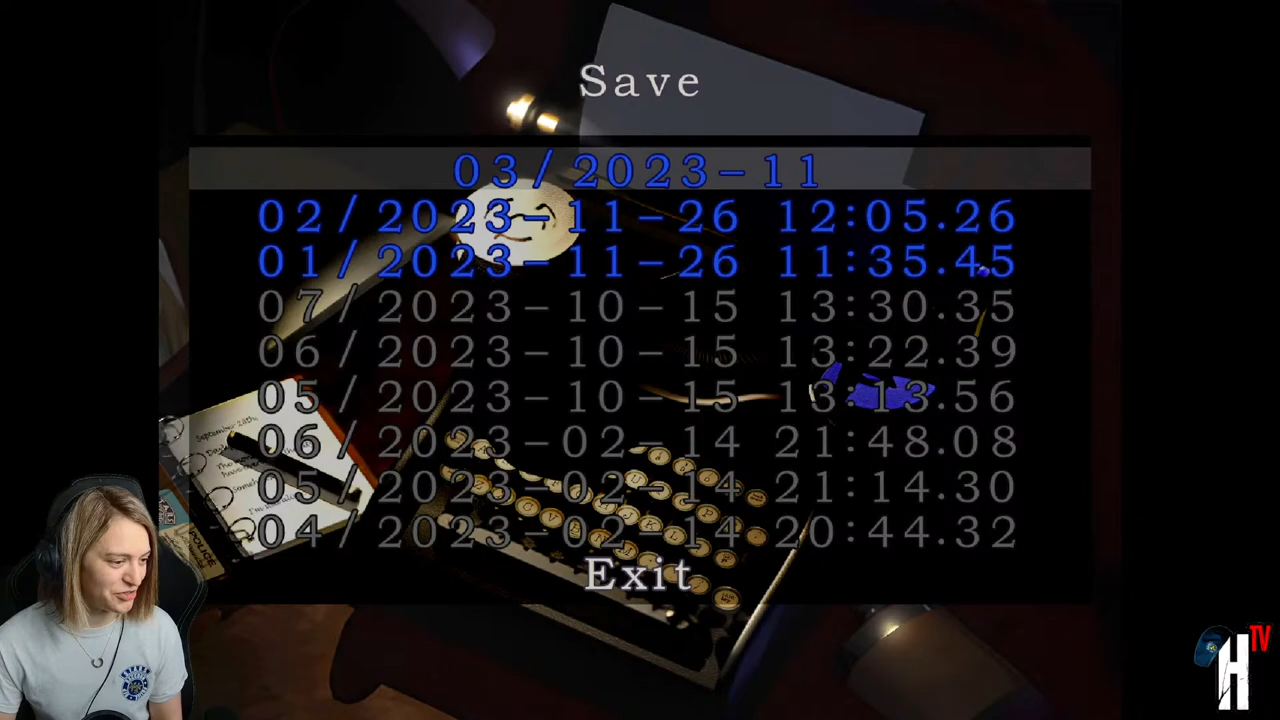 Save
03/2023-11
02/2023-11-26 12:05.26
01/2023-11-26 11:35.45
07/2023-10-15 13:30.35
06/2023-10-15 13:22.39
05/2023-10-15 13:13.56
06/2023-02-14 21:48.08
05/2023-02-14 21:14.30
04/2023-02-14 20:44.32
Exit
September 28th
POLICE
H TV